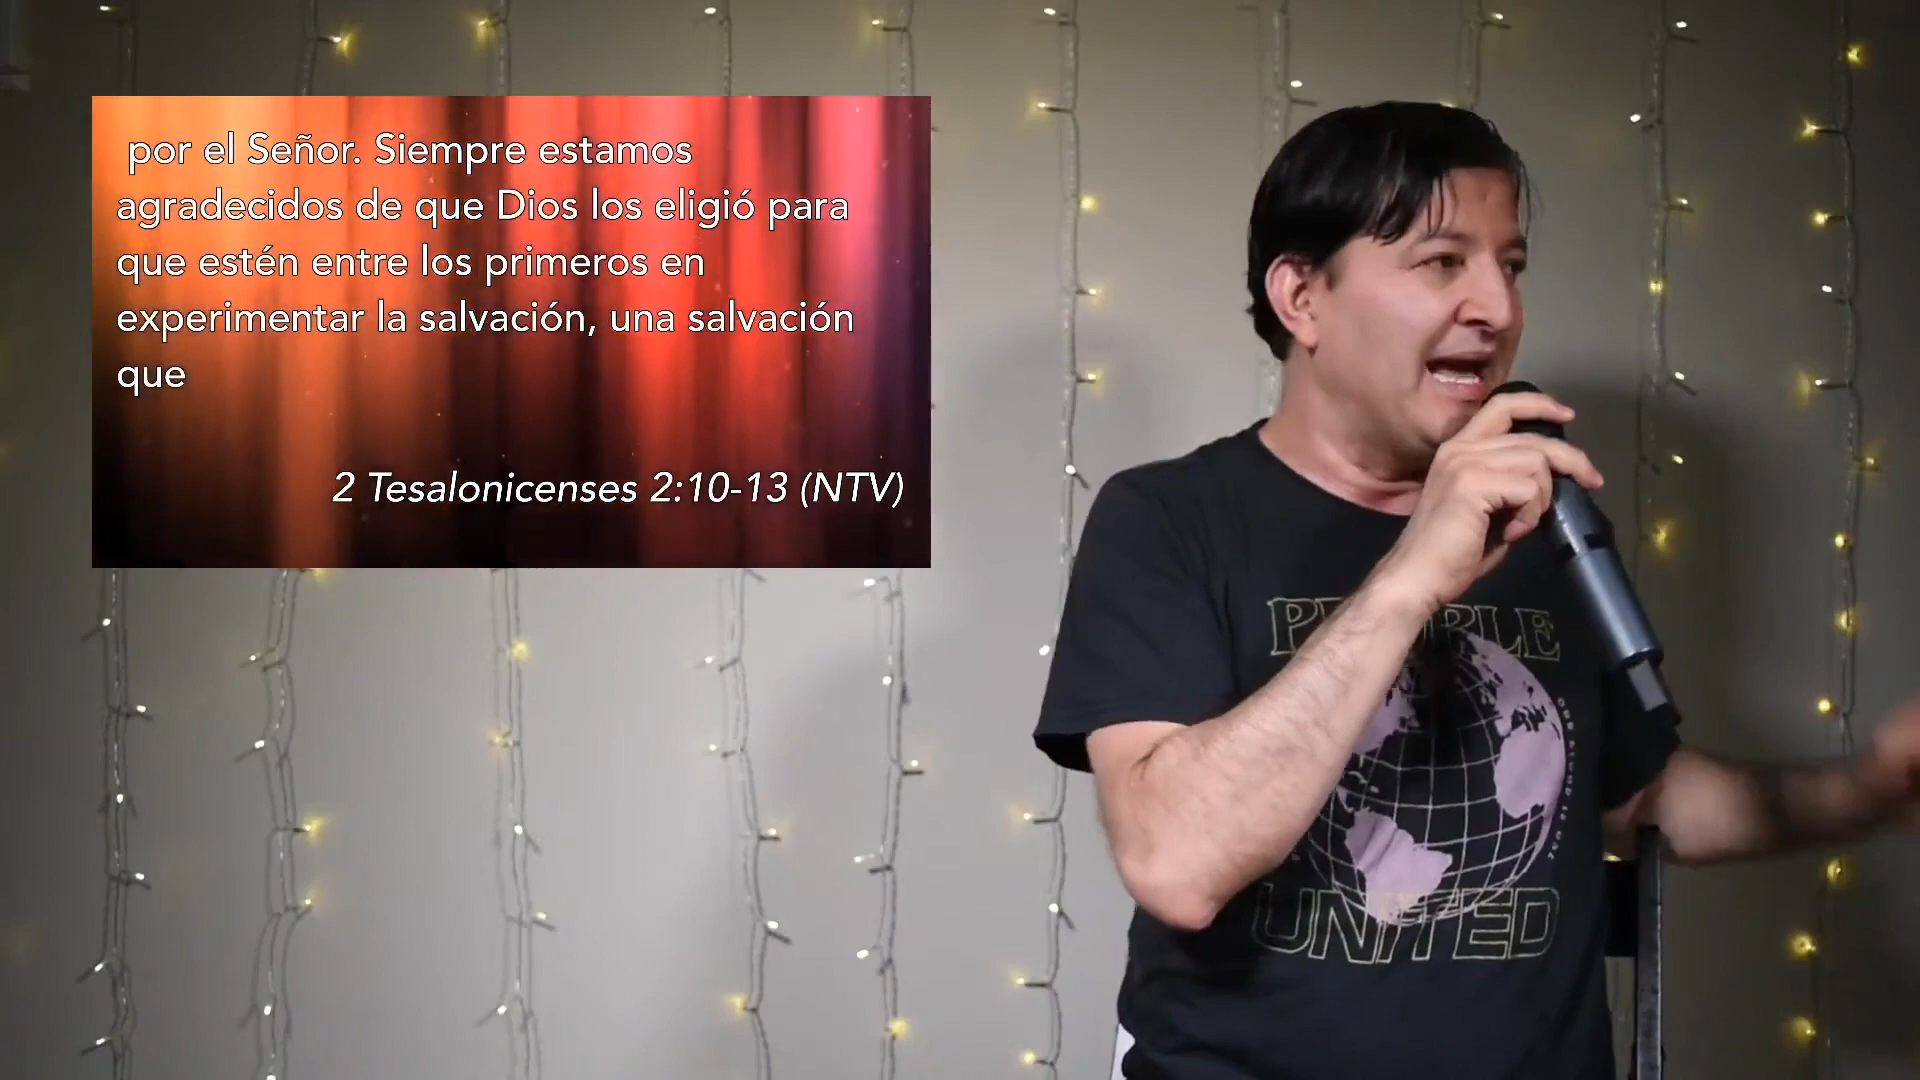 por el Señor. Siempre estamos
agradecidos de que Dios los eligió para
que estén entre los primeros en
experimentar la salvación, una salvación
que
2 Tesalonicenses 2:10-13 (NTV)
PEOPLE
UNITED